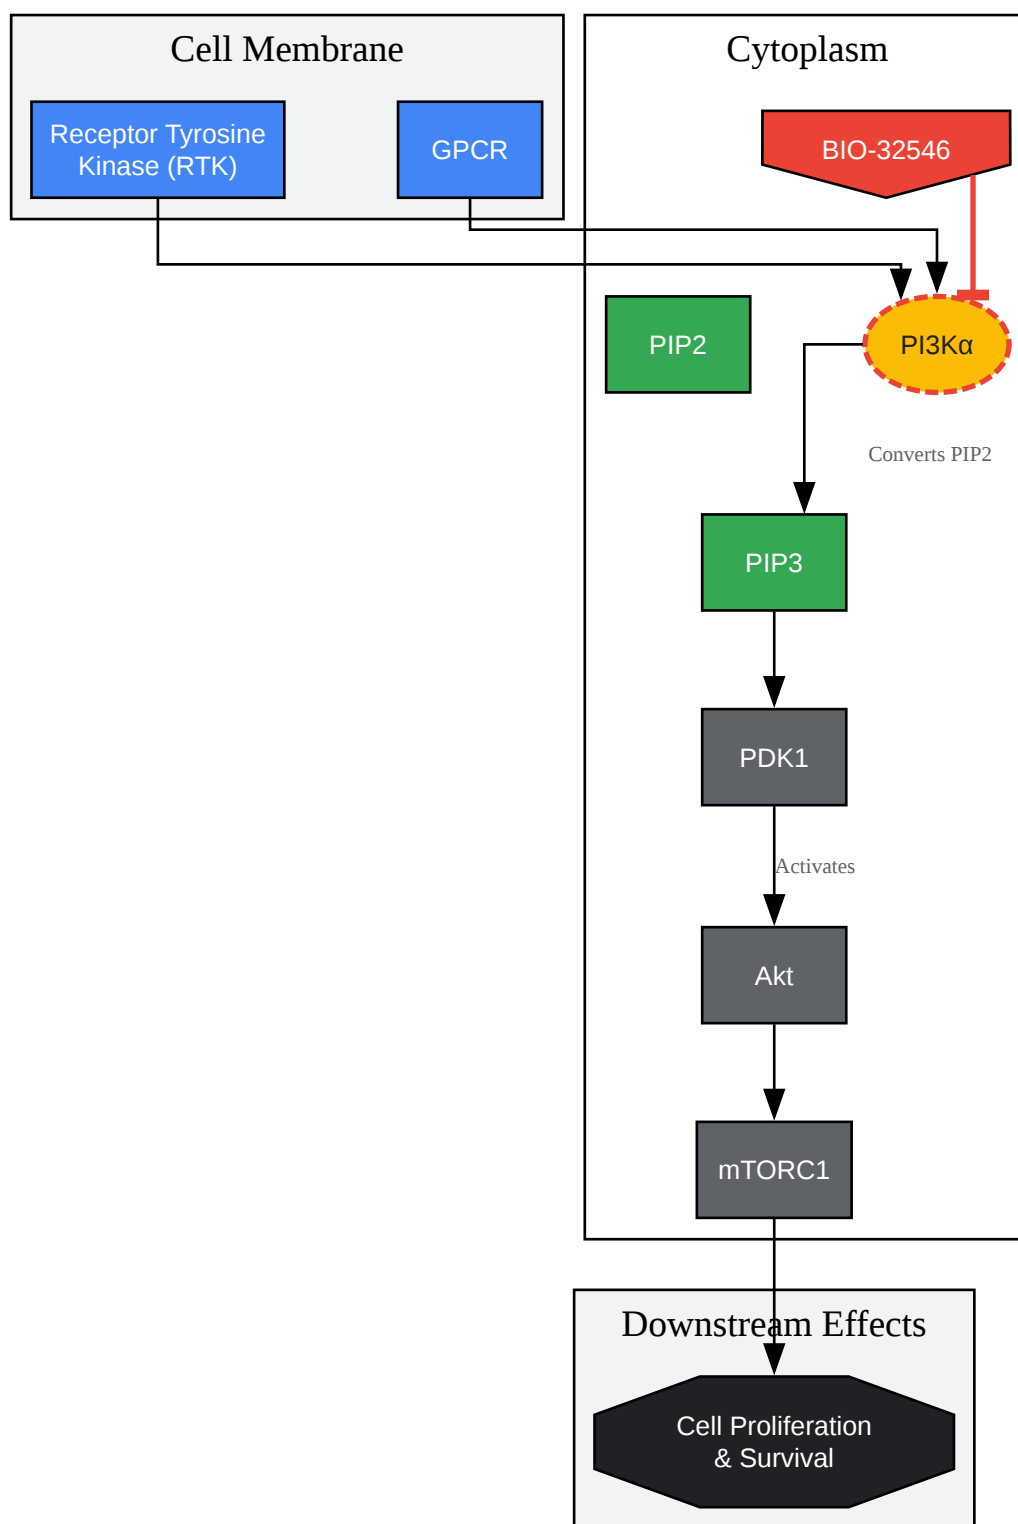 Cell Membrane
Cytoplasm
Receptor Tyrosine
Kinase (RTK)
GPCR
BIO-32546
PIP2
PI3Kα
Converts PIP2
PIP3
PDK1
Activates
Akt
mTORC1
Downstream Effects
Cell Proliferation
& Survival